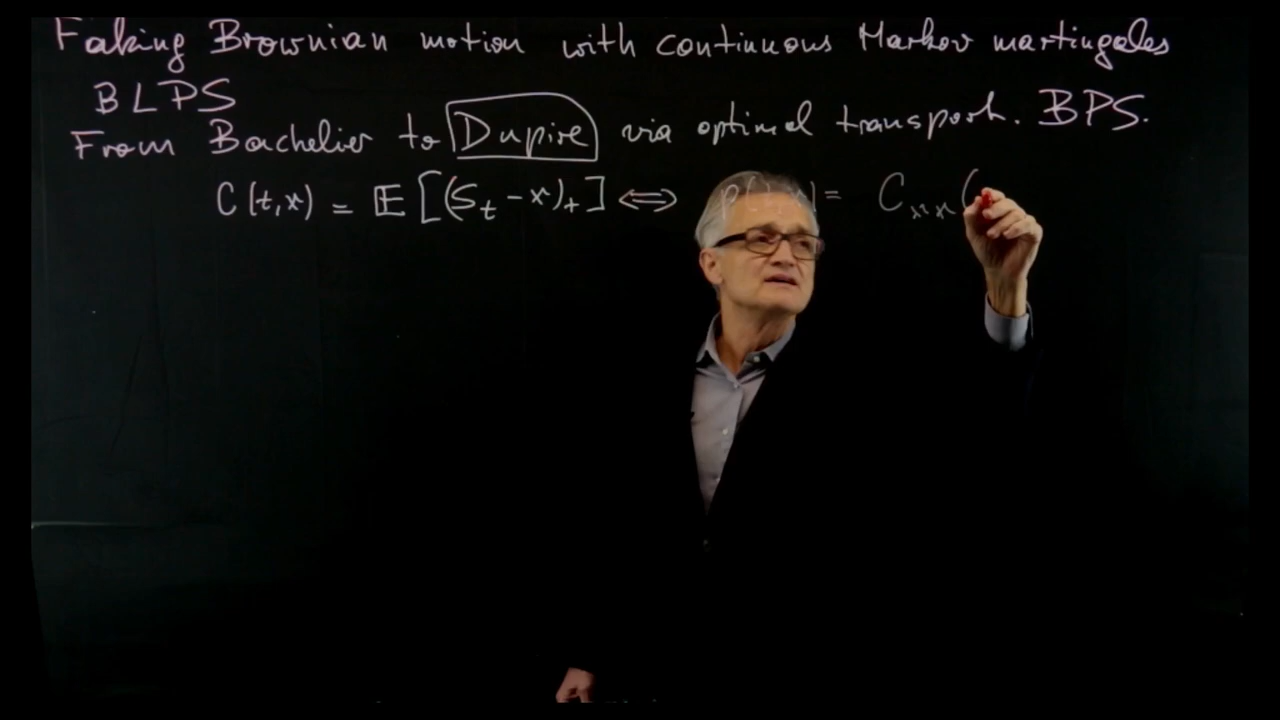 Faking Brownian motion with continuous Markov martingales
BLPS
From Bachelier to Dupire via optimal transport. BPS.
C(t,x) = 𝔼[(S_t - x)_+] ⟺ p(t,x) = C_xx(